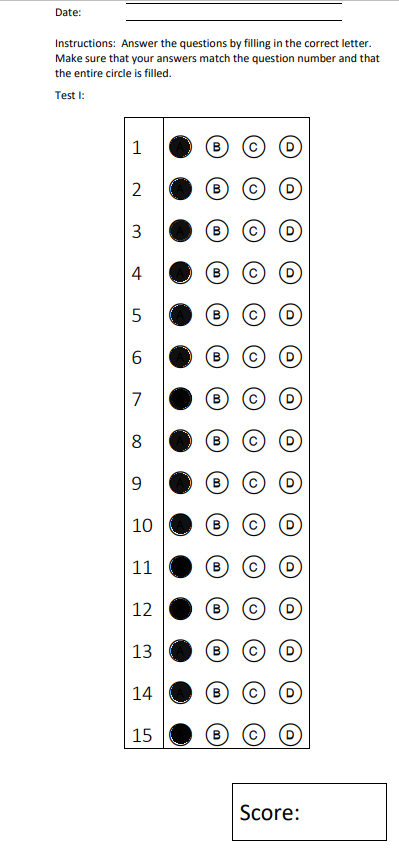 Date:
Instructions:  Answer the questions by filling in the correct letter.
Make sure that your answers match the question number and that
the entire circle is filled.
Test I:
1 A B C D
2 A B C D
3 A B C D
4 A B C D
5 A B C D
6 A B C D
7 B C D
8 A B C D
9 A B C D
10 A B C D
11 B C D
12 B C D
13 A B C D
14 A B C D
15 B C D
Score: